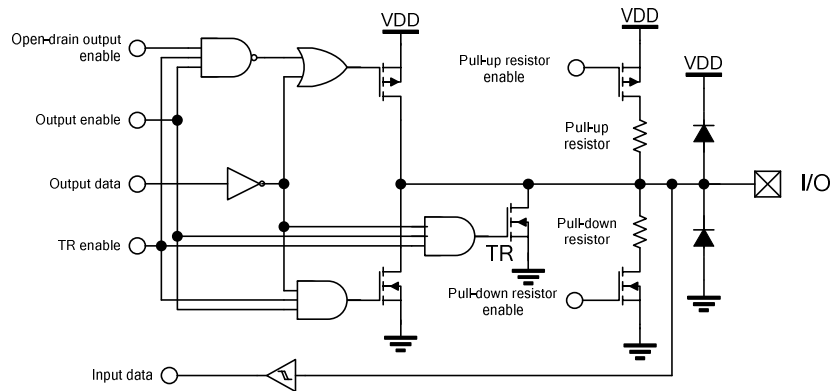 VDD
VDD
Open-drain output
enable
Pull-up resistor
enable
VDD
Output enable
Pull-up
resistor
Output data
I/O
TR enable
TR
Pull-down
resistor
Pull-down resistor
enable
Input data